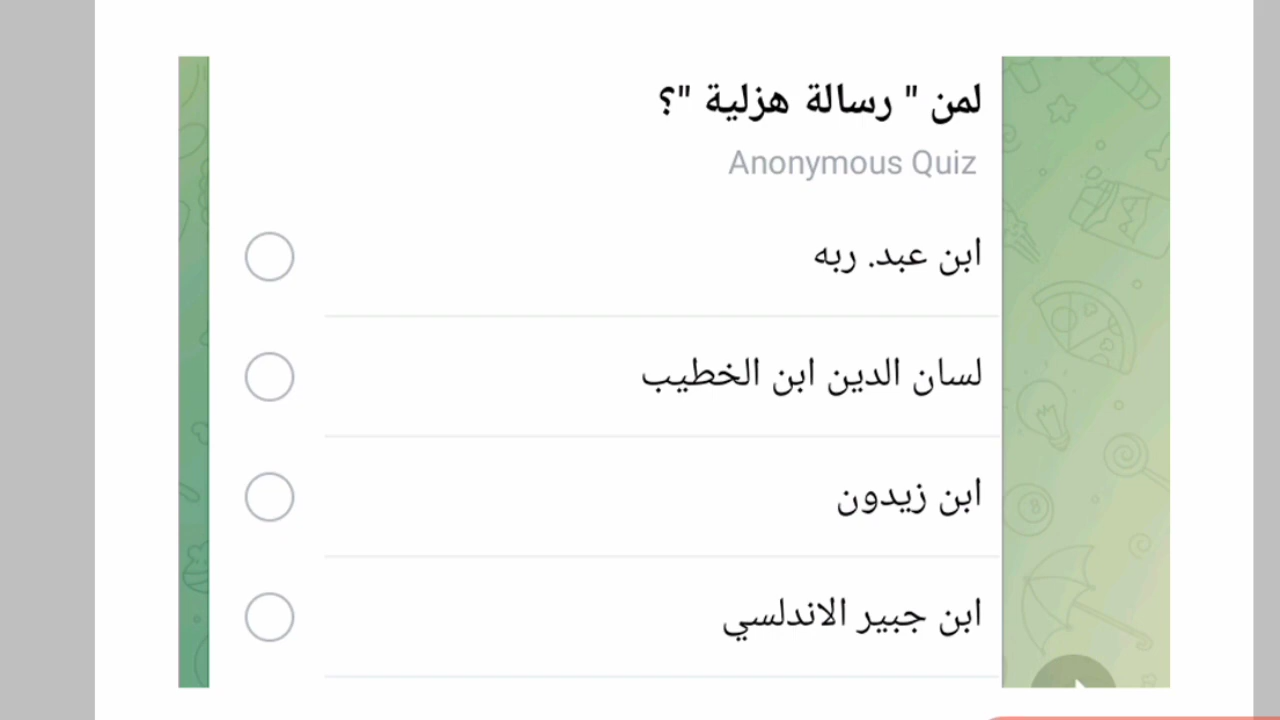 لمن " رسالة هزلية "؟
Anonymous Quiz
ابن عبد. ربه
لسان الدين ابن الخطيب
ابن زيدون
ابن جبير الاندلسي